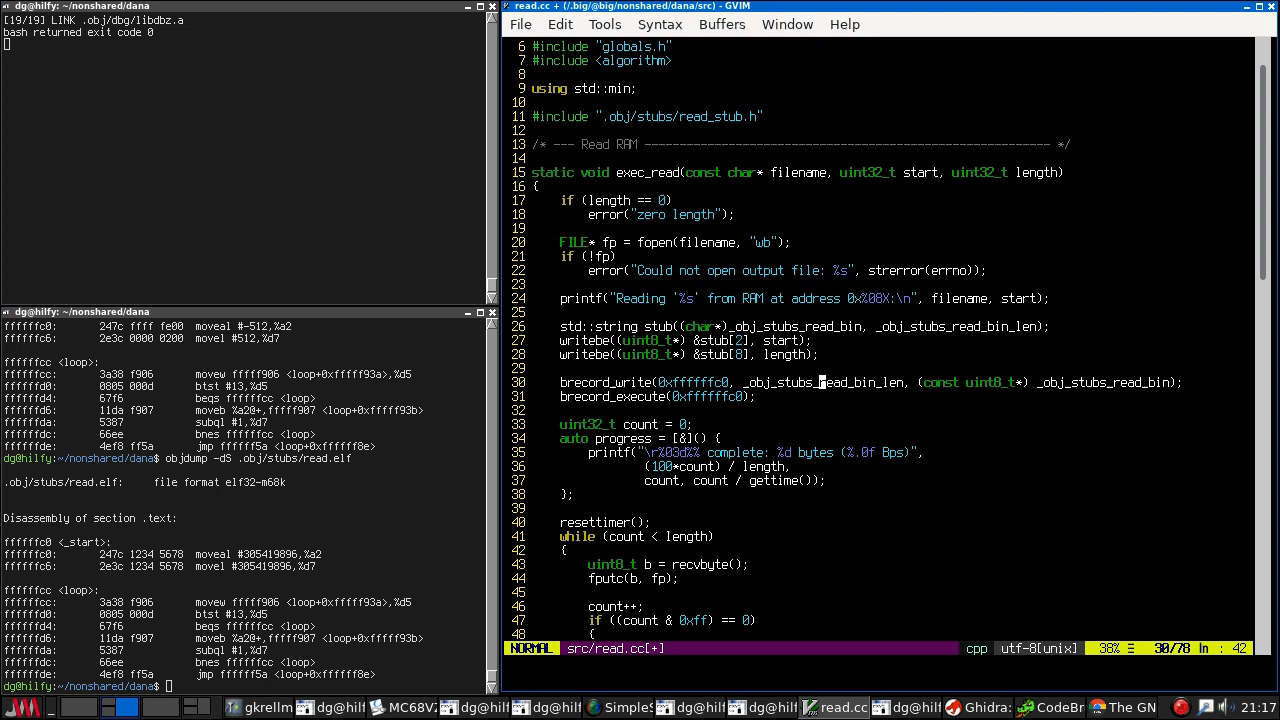 dg@hilfy: ~/nonshared/dana
[19/19] LINK .obj/dbg/libdbz.a
bash returned exit code 0
dg@hilfy: ~/nonshared/dana
ffffffc0:       247c ffff fe00  moveal #-512,%a2
ffffffc6:       2e3c 0000 0200  movel #512,%d7

ffffffcc <loop>:
ffffffcc:       3a38 f906       movew fffff906 <loop+0xfffff93a>,%d5
ffffffd0:       0805 000d       btst #13,%d5
ffffffd4:       67f6            beqs ffffffcc <loop>
ffffffd6:       11da f907       moveb %a2@+,fffff907 <loop+0xfffff93b>
ffffffda:       5387            subql #1,%d7
ffffffdc:       66ee            bnes ffffffcc <loop>
ffffffde:       4ef8 ff5a       jmp ffffff5a <loop+0xffffff8e>
dg@hilfy:~/nonshared/dana$ objdump -dS .obj/stubs/read.elf

.obj/stubs/read.elf:     file format elf32-m68k


Disassembly of section .text:

ffffffc0 <_start>:
ffffffc0:       247c 1234 5678  moveal #305419896,%a2
ffffffc6:       2e3c 1234 5678  movel #305419896,%d7

ffffffcc <loop>:
ffffffcc:       3a38 f906       movew fffff906 <loop+0xfffff93a>,%d5
ffffffd0:       0805 000d       btst #13,%d5
ffffffd4:       67f6            beqs ffffffcc <loop>
ffffffd6:       11da f907       moveb %a2@+,fffff907 <loop+0xfffff93b>
ffffffda:       5387            subql #1,%d7
ffffffdc:       66ee            bnes ffffffcc <loop>
ffffffde:       4ef8 ff5a       jmp ffffff5a <loop+0xffffff8e>
dg@hilfy:~/nonshared/dana$
read.cc + (/.big/@big/nonshared/dana/src) - GVIM
File Edit Tools Syntax Buffers Window Help
6 #include "globals.h"
7 #include <algorithm>
8
9 using std::min;
10
11 #include ".obj/stubs/read_stub.h"
12
13 /* --- Read RAM ---------------------------------------------------------- */
14
15 static void exec_read(const char* filename, uint32_t start, uint32_t length)
16 {
17     if (length == 0)
18         error("zero length");
19
20     FILE* fp = fopen(filename, "wb");
21     if (!fp)
22         error("Could not open output file: %s", strerror(errno));
23
24     printf("Reading '%s' from RAM at address 0x%08X:\n", filename, start);
25
26     std::string stub((char*)_obj_stubs_read_bin, _obj_stubs_read_bin_len);
27     writebe((uint8_t*) &stub[2], start);
28     writebe((uint8_t*) &stub[8], length);
29
30     brecord_write(0xffffffc0, _obj_stubs_read_bin_len, (const uint8_t*) _obj_stubs_read_bin);
31     brecord_execute(0xffffffc0);
32
33     uint32_t count = 0;
34     auto progress = [&]() {
35         printf("\r%03d%% complete: %d bytes (%.0f Bps)",
36                 (100*count) / length,
37                 count, count / gettime());
38     };
39
40     resettimer();
41     while (count < length)
42     {
43         uint8_t b = recvbyte();
44         fputc(b, fp);
45
46         count++;
47         if ((count & 0xff) == 0)
48         {
NORMAL src/read.cc[+] cpp utf-8[unix] 38% ☰ 30/78 ln : 42
gkrellm dg@hilf MC68V dg@hilf dg@hilf SimpleS dg@hilf dg@hilf read.cc dg@hilf Ghidra: CodeBr The GN 21:17